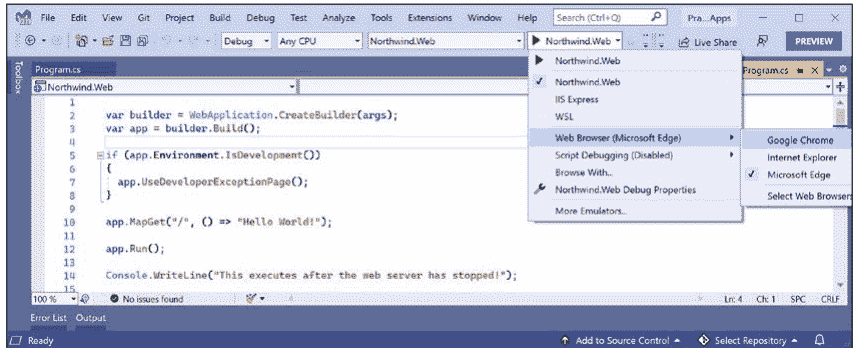 File Edit View Git Project Build Debug Test Analyze Tools Extensions Window Help Search (Ctrl+Q) Pra...Apps
Debug Any CPU Northwind.Web Northwind.Web Live Share PREVIEW
Toolbox
Program.cs
Program.cs
Northwind.Web
1
2 var builder = WebApplication.CreateBuilder(args);
3 var app = builder.Build();
4
5 if (app.Environment.IsDevelopment())
6 {
7 app.UseDeveloperExceptionPage();
8 }
9
10 app.MapGet("/", () => "Hello World!");
11
12 app.Run();
13
14 Console.WriteLine("This executes after the web server has stopped!");
15
Northwind.Web
Northwind.Web
IIS Express
WSL
Web Browser (Microsoft Edge)
Script Debugging (Disabled)
Browse With...
Northwind.Web Debug Properties
More Emulators...
Google Chrome
Internet Explorer
Microsoft Edge
Select Web Browsers
100 % No issues found Ln: 4 Ch: 1 SPC CRLF
Error List Output
Ready Add to Source Control Select Repository